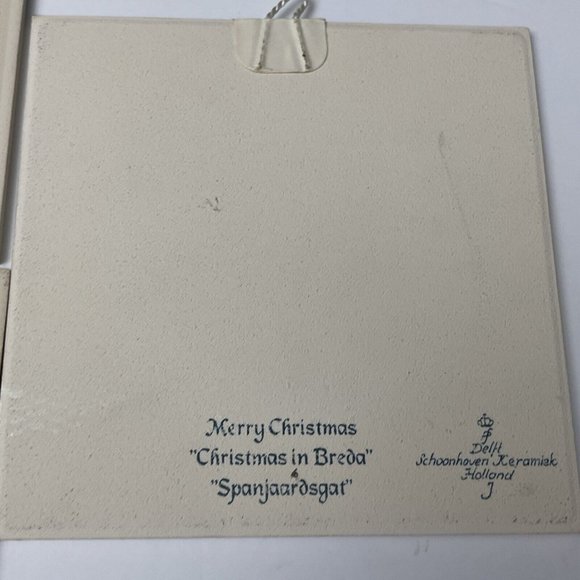 Merry Christmas
"Christmas in Breda"
"Spanjaardsgat"
Delft
Schoonhoven Keramiek
Holland
J